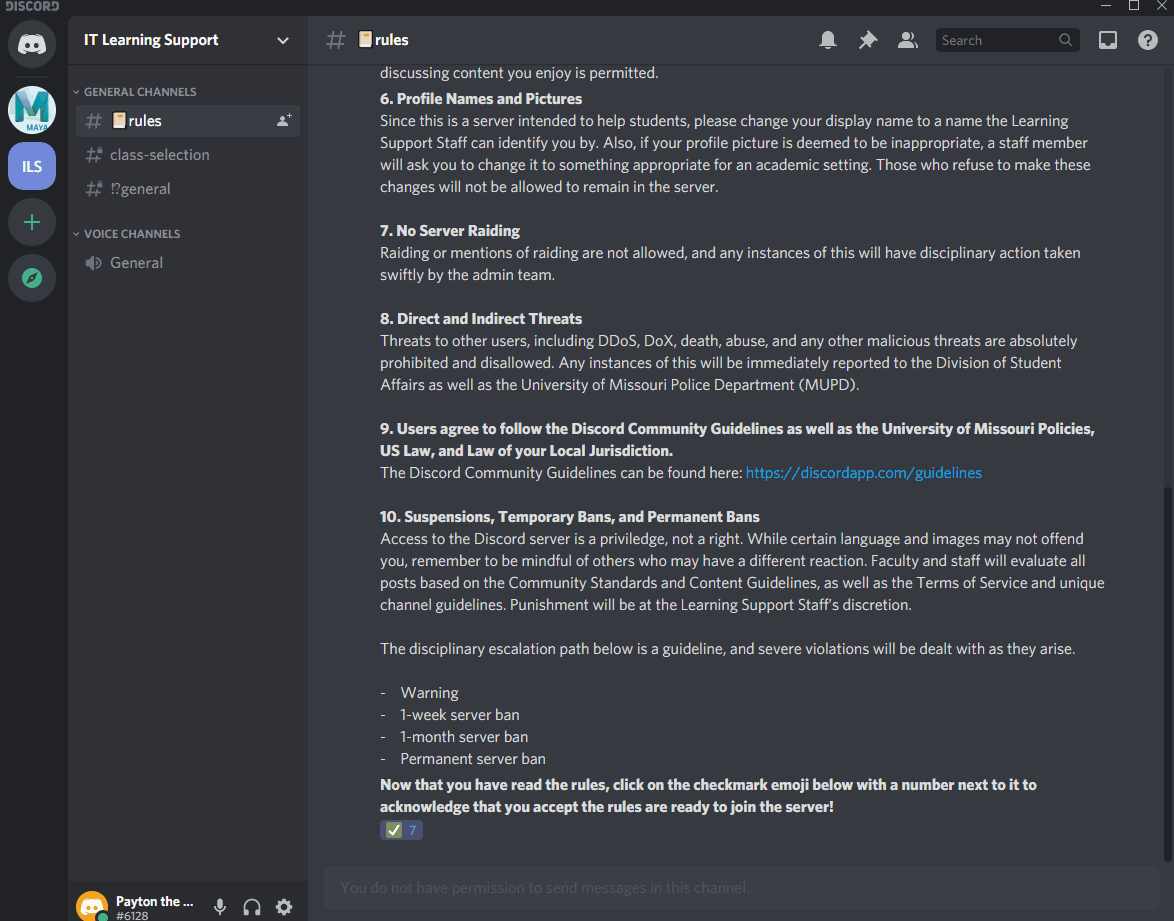 DISCORD
IT Learning Support
📒rules
Search
GENERAL CHANNELS
📒rules
class-selection
⁉general
VOICE CHANNELS
General
MAYA
ILS
discussing content you enjoy is permitted.
6. Profile Names and Pictures
Since this is a server intended to help students, please change your display name to a name the Learning
Support Staff can identify you by. Also, if your profile picture is deemed to be inappropriate, a staff member
will ask you to change it to something appropriate for an academic setting. Those who refuse to make these
changes will not be allowed to remain in the server.
7. No Server Raiding
Raiding or mentions of raiding are not allowed, and any instances of this will have disciplinary action taken
swiftly by the admin team.
8. Direct and Indirect Threats
Threats to other users, including DDoS, DoX, death, abuse, and any other malicious threats are absolutely
prohibited and disallowed. Any instances of this will be immediately reported to the Division of Student
Affairs as well as the University of Missouri Police Department (MUPD).
9. Users agree to follow the Discord Community Guidelines as well as the University of Missouri Policies,
US Law, and Law of your Local Jurisdiction.
The Discord Community Guidelines can be found here: https://discordapp.com/guidelines
10. Suspensions, Temporary Bans, and Permanent Bans
Access to the Discord server is a priviledge, not a right. While certain language and images may not offend
you, remember to be mindful of others who may have a different reaction. Faculty and staff will evaluate all
posts based on the Community Standards and Content Guidelines, as well as the Terms of Service and unique
channel guidelines. Punishment will be at the Learning Support Staff's discretion.
The disciplinary escalation path below is a guideline, and severe violations will be dealt with as they arise.
- Warning
- 1-week server ban
- 1-month server ban
- Permanent server ban
Now that you have read the rules, click on the checkmark emoji below with a number next to it to
acknowledge that you accept the rules are ready to join the server!
✅ 7
You do not have permission to send messages in this channel.
Payton the ...
#6128